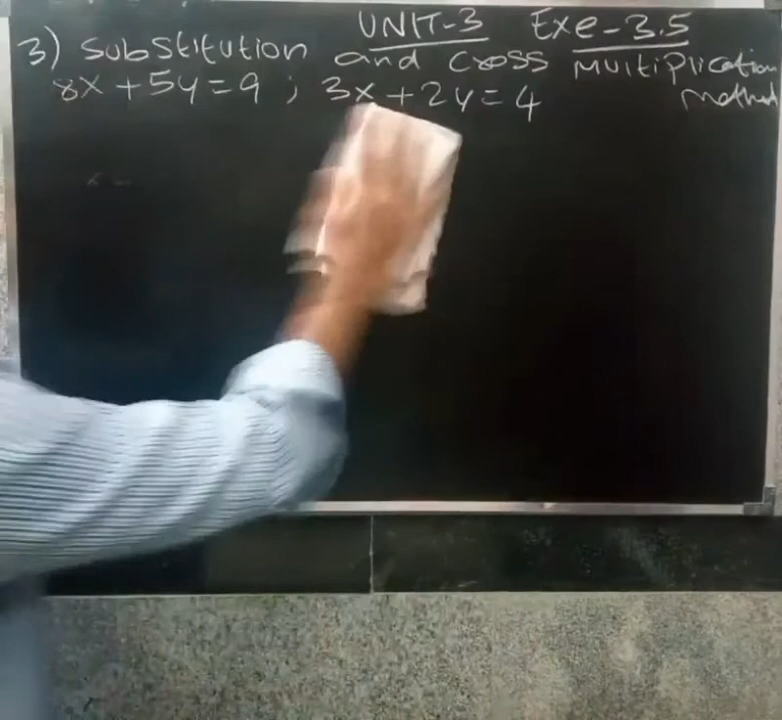 UNIT-3 Exe-3.5
3) Substitution and Cross Multiplication
8x + 5y = 9 ; 3x + 2y = 4 Method